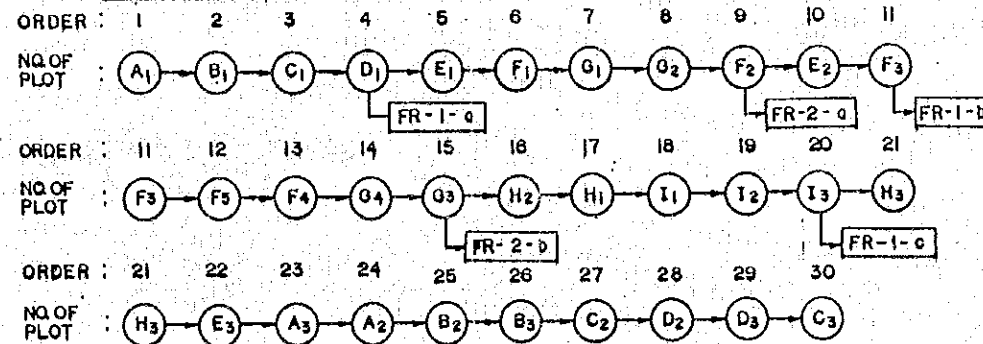 ORDER : 1 2 3 4 5 6 7 8 9 10 11
NO. OF
PLOT : A1 B1 C1 D1 E1 F1 G1 G2 F2 E2 F3
FR-1-a FR-2-a FR-1-b
ORDER : 11 12 13 14 15 16 17 18 19 20 21
NO. OF
PLOT : F3 F5 F4 G4 G3 H2 H1 I1 I2 I3 H3
FR-2-b FR-1-c
ORDER : 21 22 23 24 25 26 27 28 29 30
NO. OF
PLOT : H3 E3 A3 A2 B2 B3 C2 D2 D3 C3